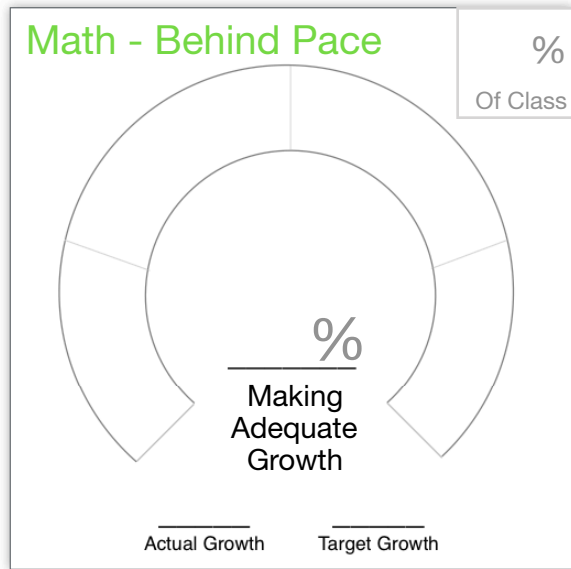 Math - Behind Pace
%
Of Class
%
Making
Adequate
Growth
Actual Growth
Target Growth